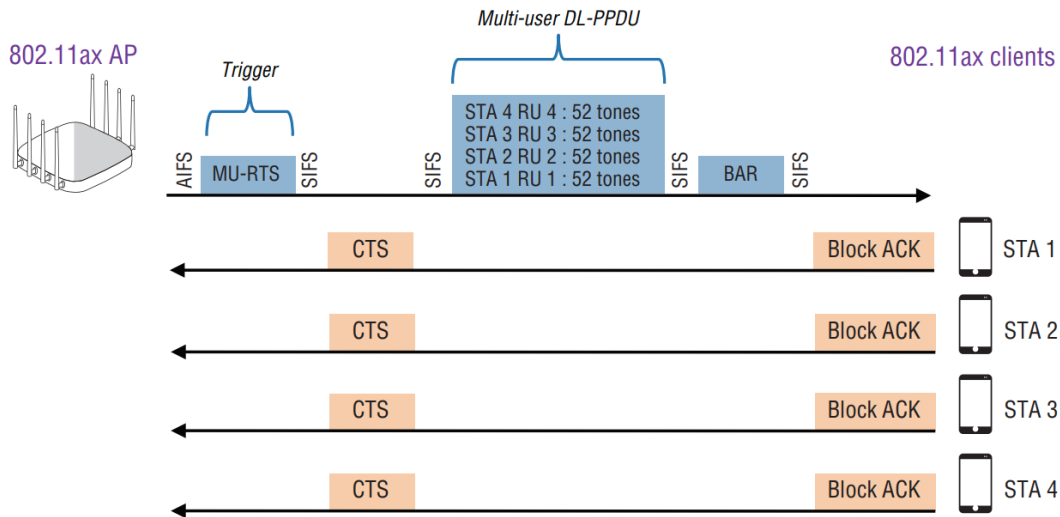 Multi-user DL-PPDU
802.11ax AP
802.11ax clients
Trigger
AIFS
MU-RTS
SIFS
SIFS
STA 4 RU 4 : 52 tones
STA 3 RU 3 : 52 tones
STA 2 RU 2 : 52 tones
STA 1 RU 1 : 52 tones
SIFS
BAR
SIFS
CTS
Block ACK
STA 1
CTS
Block ACK
STA 2
CTS
Block ACK
STA 3
CTS
Block ACK
STA 4